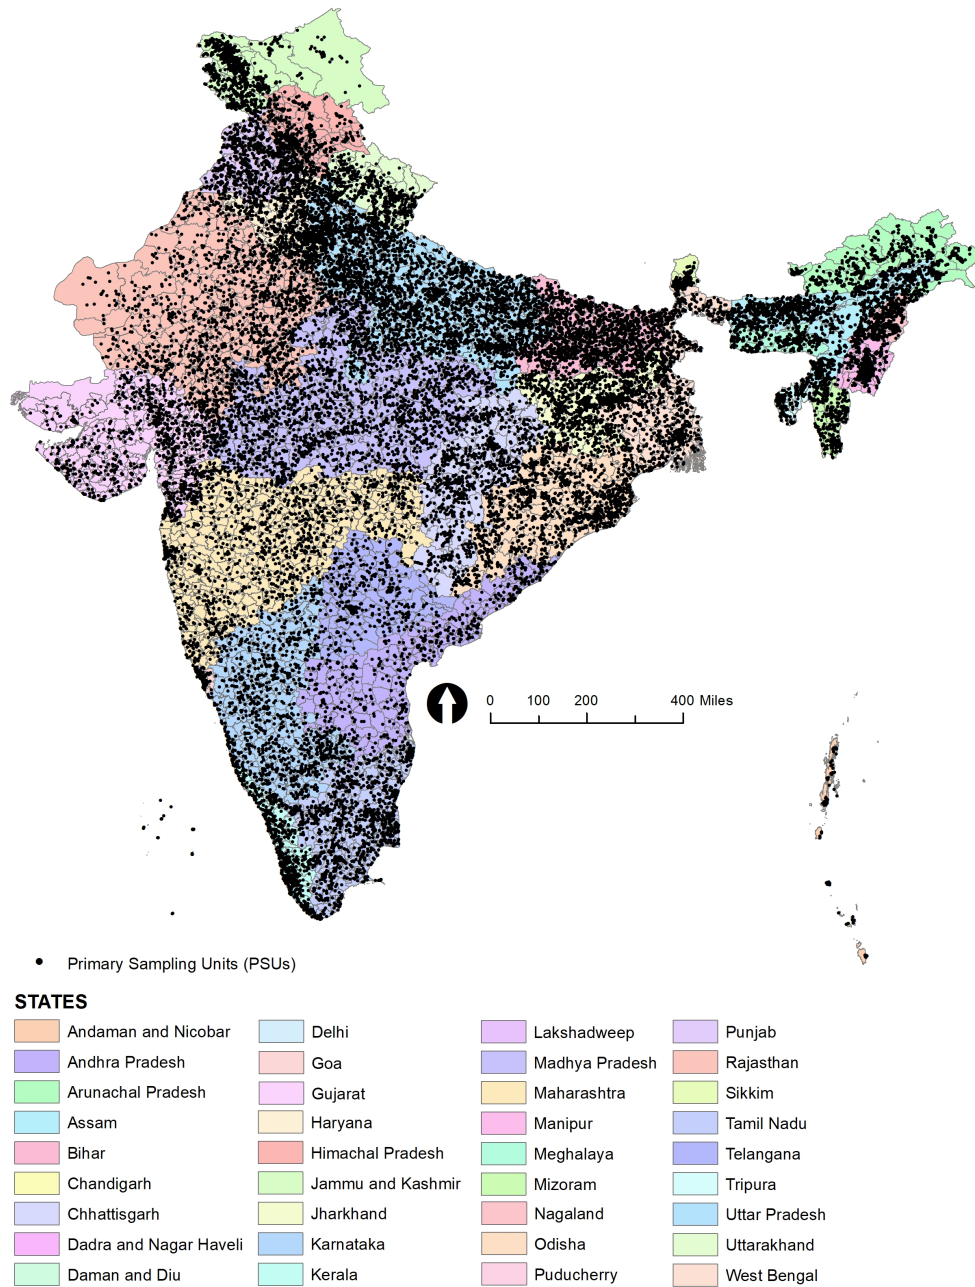 0 100 200 400 Miles
Primary Sampling Units (PSUs)
STATES
Andaman and Nicobar Delhi Lakshadweep Punjab
Andhra Pradesh Goa Madhya Pradesh Rajasthan
Arunachal Pradesh Gujarat Maharashtra Sikkim
Assam Haryana Manipur Tamil Nadu
Bihar Himachal Pradesh Meghalaya Telangana
Chandigarh Jammu and Kashmir Mizoram Tripura
Chhattisgarh Jharkhand Nagaland Uttar Pradesh
Dadra and Nagar Haveli Karnataka Odisha Uttarakhand
Daman and Diu Kerala Puducherry West Bengal